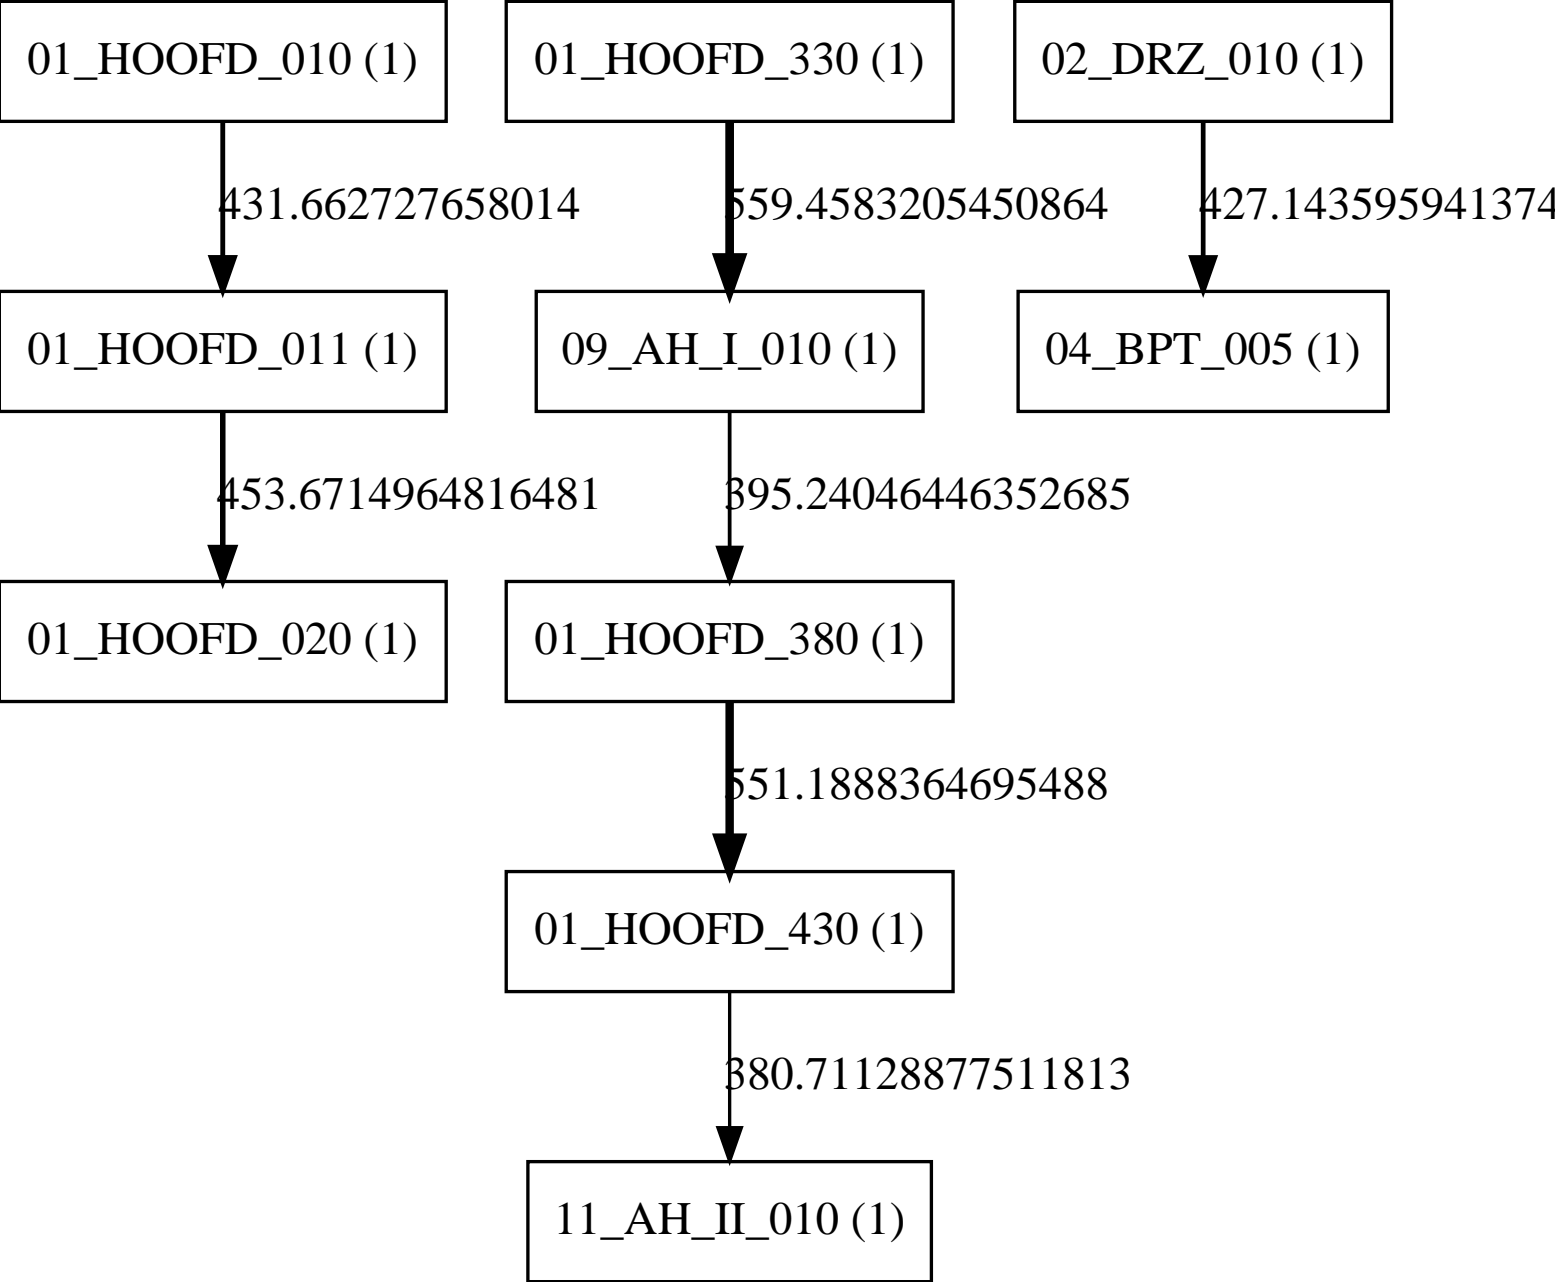 01_HOOFD_010 (1)
01_HOOFD_330 (1)
02_DRZ_010 (1)
431.662727658014
559.4583205450864
427.143595941374
01_HOOFD_011 (1)
09_AH_I_010 (1)
04_BPT_005 (1)
453.6714964816481
395.24046446352685
01_HOOFD_020 (1)
01_HOOFD_380 (1)
551.1888364695488
01_HOOFD_430 (1)
380.71128877511813
11_AH_II_010 (1)